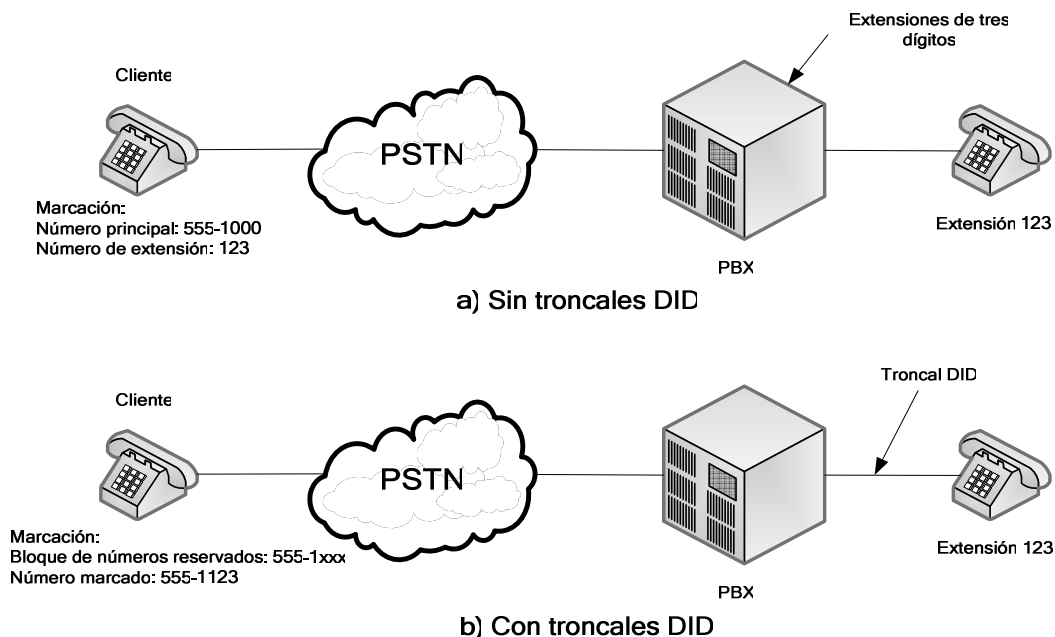 Extensiones de tres
dígitos
Cliente
PSTN
Marcación:
Número principal: 555-1000
Número de extensión: 123
Extensión 123
PBX
a) Sin troncales DID
Troncal DID
Cliente
PSTN
Marcación:
Bloque de números reservados: 555-1xxx
Número marcado: 555-1123
Extensión 123
PBX
b) Con troncales DID